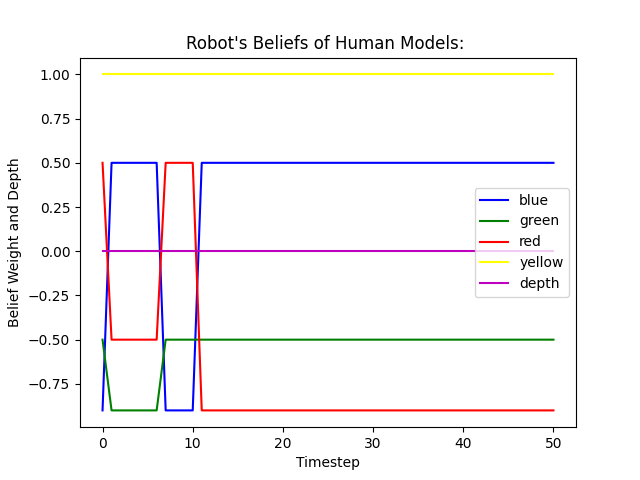 Robot's Beliefs of Human Models:
1.00
0.75
0.50
0.25
0.00
−0.25
−0.50
−0.75
Belief Weight and Depth
blue
green
red
yellow
depth
0 10 20 30 40 50
Timestep